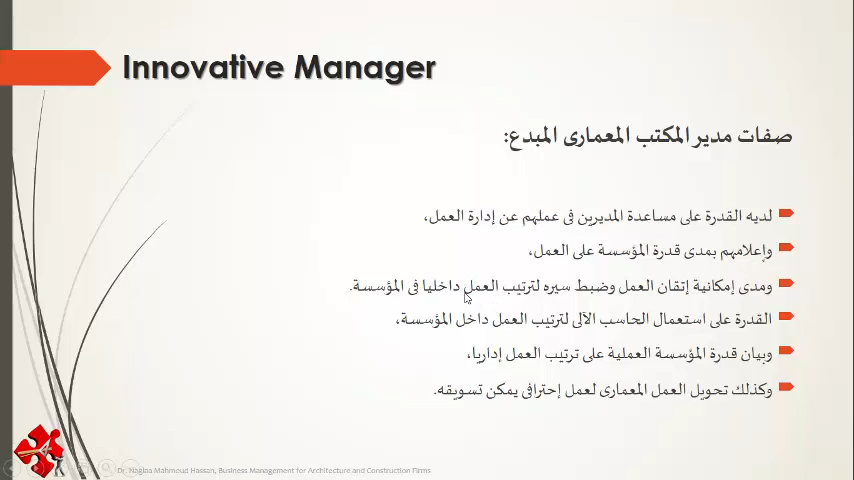 Innovative Manager
صفات مدير المكتب المعمارى المبدع:
لديه القدرة على مساعدة المديرين فى عملهم عن إدارة العمل،
وإعلامهم بمدى قدرة المؤسسة على العمل،
ومدى إمكانية إتقان العمل وضبط سيره لترتيب العمل داخليا فى المؤسسة.
القدرة على استعمال الحاسب الآلى لترتيب العمل داخل المؤسسة،
وبيان قدرة المؤسسة العملية على ترتيب العمل إداريا،
وكذلك تحويل العمل المعمارى لعمل إحترافى يمكن تسويقه.
Dr. Naglaa Mahmoud Hassan, Business Management for Architecture and Construction Firms